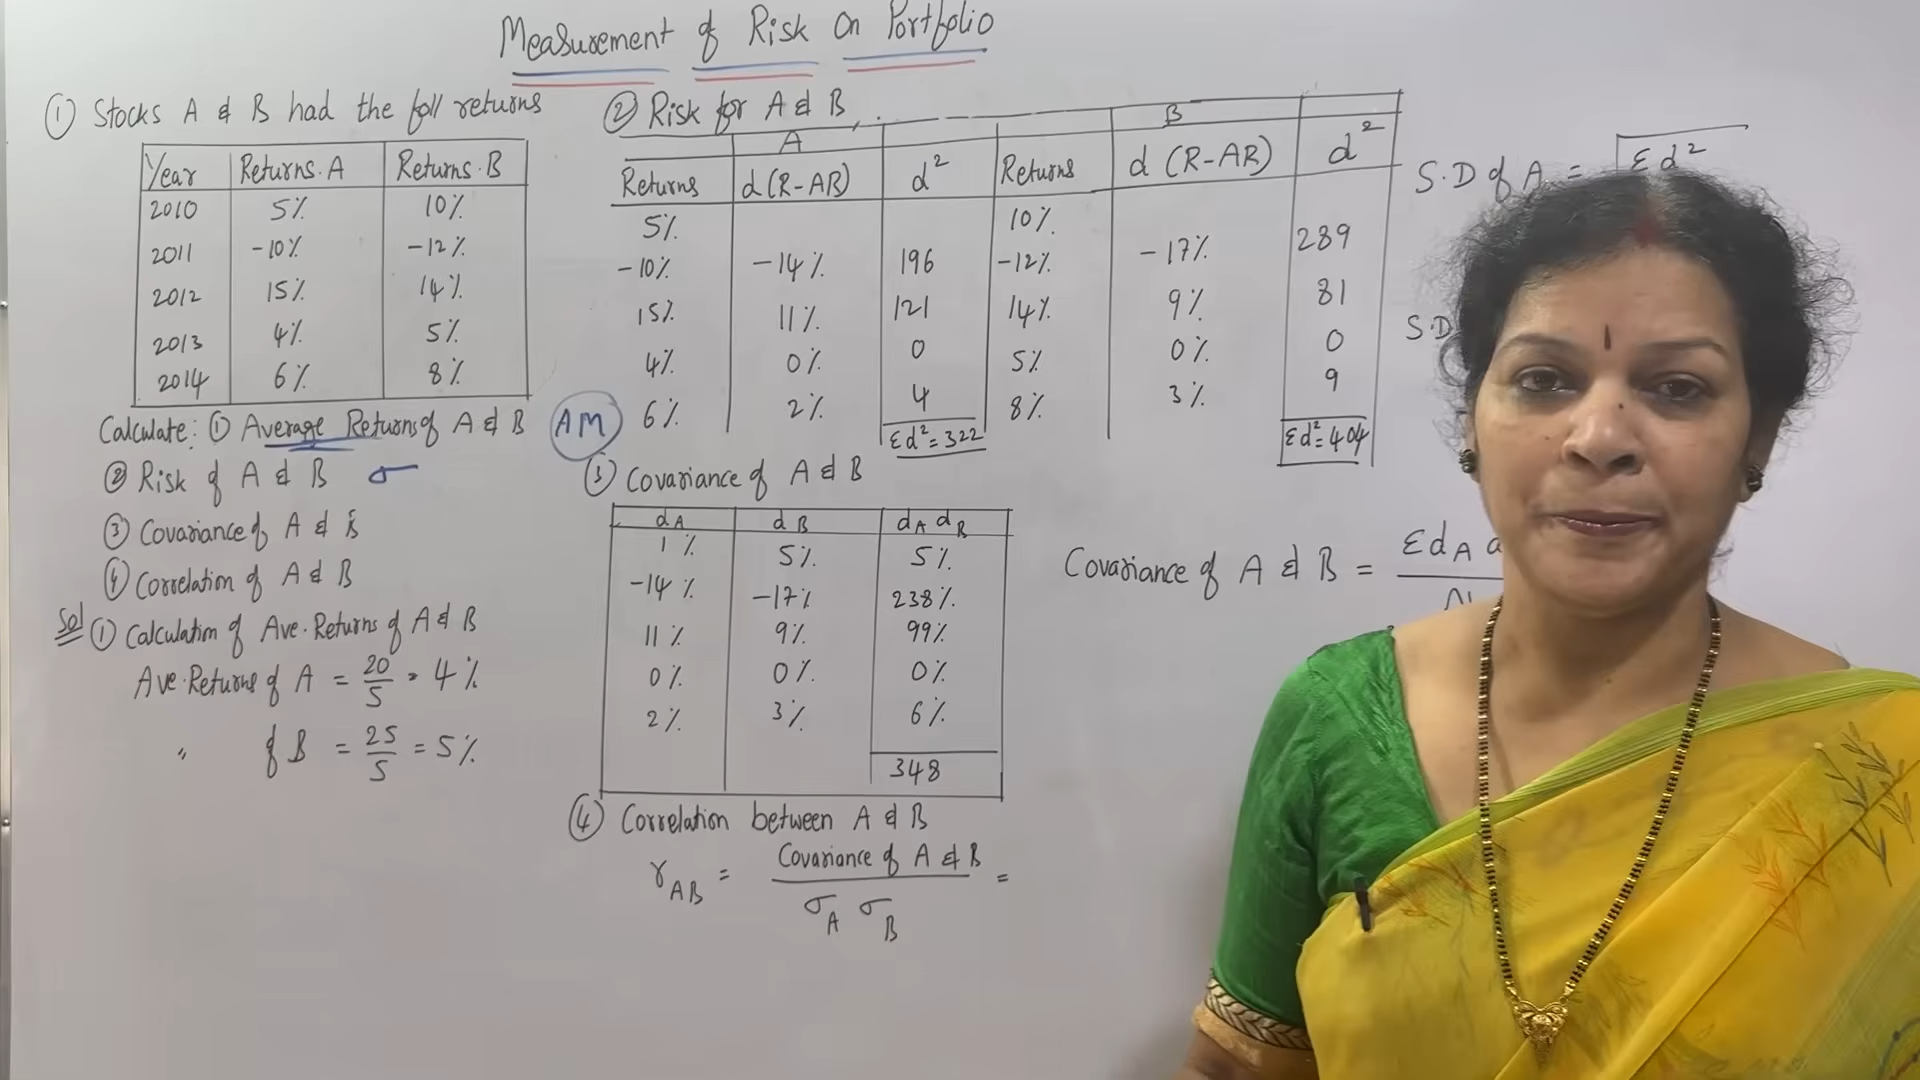 Measurement of Risk On Portfolio
① Stocks A & B had the foll returns
Year Returns.A Returns.B
2010 5% 10%
2011 -10% -12%
2012 15% 14%
2013 4% 5%
2014 6% 8%
Calculate: ① Average Returns of A & B AM
② Risk of A & B σ
③ Covariance of A & B
④ Correlation of A & B
Sol ① Calculation of Ave. Returns of A & B
Ave. Returns of A = 20/5 = 4%
" of B = 25/5 = 5%
② Risk for A & B
A B
Returns d(R-AR) d² Returns d (R-AR) d²
5% 10%
-10% -14% 196 -12% -17% 289
15% 11% 121 14% 9% 81
4% 0% 0 5% 0% 0
6% 2% 4 8% 3% 9
Σd²=322 Σd²=404
S.D of A = √Σd²
S.D
③ Covariance of A & B
dA dB dA dB
1% 5% 5%
-14% -17% 238%
11% 9% 99%
0% 0% 0%
2% 3% 6%
348
Covariance of A & B = ΣdA d
④ Correlation between A & B
rAB = Covariance of A & B =
σA σB